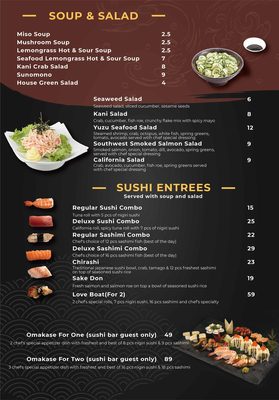 SOUP & SALAD
Miso Soup 2.5
Mushroom Soup 2.5
Lemongrass Hot & Sour Soup 2.5
Seafood Lemongrass Hot & Sour Soup 7
Kani Crab Salad 8
Sunomono 9
House Green Salad 4
Seaweed Salad 6
Seaweed salad, sliced cucumber, sesame seeds
Kani Salad 8
Crab, cucumber, fish roe, crunchy flake mix with spicy mayo
Yuzu Seafood Salad 12
Steamed shrimp, crab, octopus, white fish, spring greens,
tomato, avocado served with chef special dressing
Southwest Smoked Salmon Salad 9
Smoked salmon, onion, tomato, dill, avocado, spring greens,
served with chef special dressing
California Salad 9
Crab, avocado, cucumber, fish roe, spring greens served
with chef special dressing
SUSHI ENTREES
Served with soup and salad
Regular Sushi Combo 15
Tuna roll with 5 pcs of nigiri sushi
Deluxe Sushi Combo 25
California roll, spicy tuna roll with 7 pcs of nigiri sushi
Regular Sashimi Combo 22
Chef's choice of 12 pcs sashimi fish (best of the day)
Deluxe Sashimi Combo 29
Chef's choice of 16 pcs sashimi fish (best of the day)
Chirashi 23
Traditional Japanese sushi bowl, crab, tamago & 12 pcs freshest sashimi
on top of seasoned sushi rice
Sake Don 19
Fresh salmon and salmon roe on top a bowl of seasoned sushi rice
Love Boat(For 2) 59
2 chef's special rolls, 7 pcs nigiri sushi, 16 pcs sashimi and chef's specialty
Omakase For One (sushi bar guest only) 49
2 chef's special appetizer dish with freshest and best of 8 pcs nigiri sushi & 9 pcs sashimi
Omakase For Two (sushi bar guest only) 89
3 chef's special appetizer dish with freshest and best of 16 pcs nigiri sushi & 18 pcs sashimi